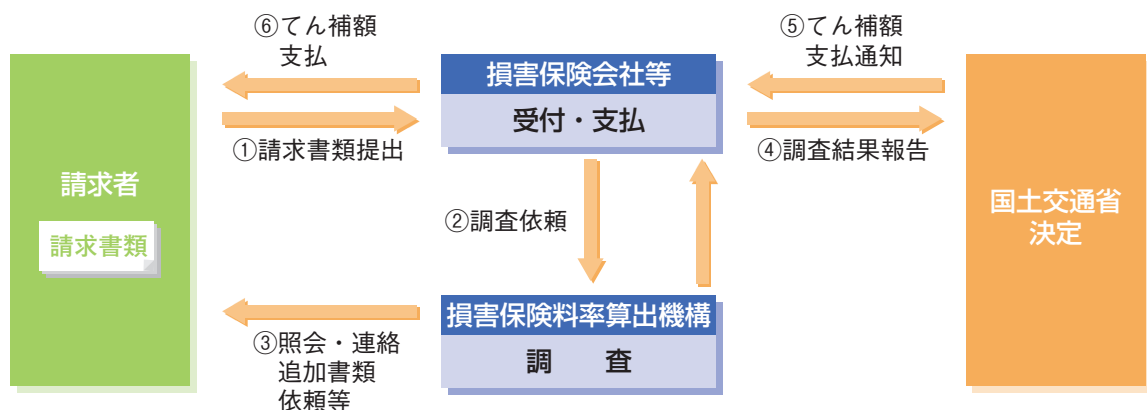 ⑥てん補額
支払
⑤てん補額
支払通知
損害保険会社等
受付・支払
①請求書類提出
④調査結果報告
請求者
請求書類
②調査依頼
国土交通省
決定
損害保険料率算出機構
調　査
③照会・連絡
追加書類
依頼等